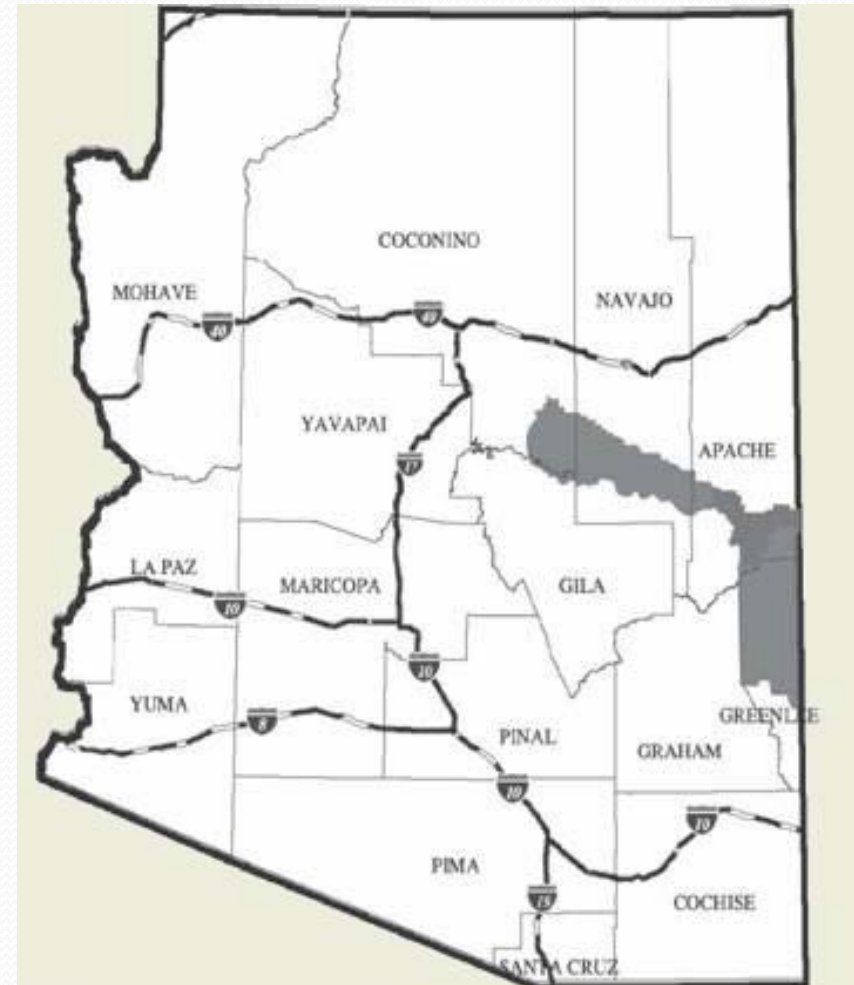 COCONINO
MOHAVE
NAVAJO
40
40
YAVAPAI
APACHE
17
LA PAZ
MARICOPA
GILA
10
10
YUMA
8
PINAL
GREENLEE
GRAHAM
10
10
PIMA
15
COCHISE
SANTA CRUZ